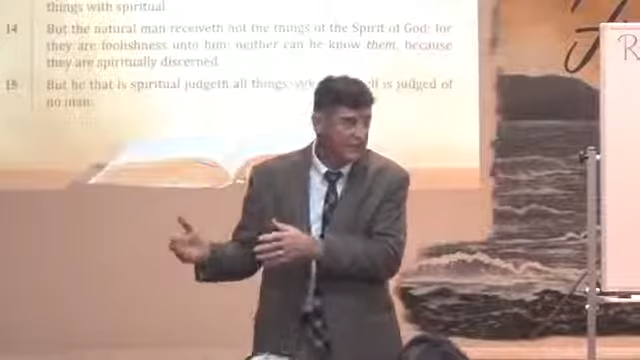 things with spiritual.
14 But the natural man receiveth not the things of the Spirit of God: for
they are foolishness unto him: neither can he know them, because
they are spiritually discerned.
15 But he that is spiritual judgeth all things, is judged of
no man.
R